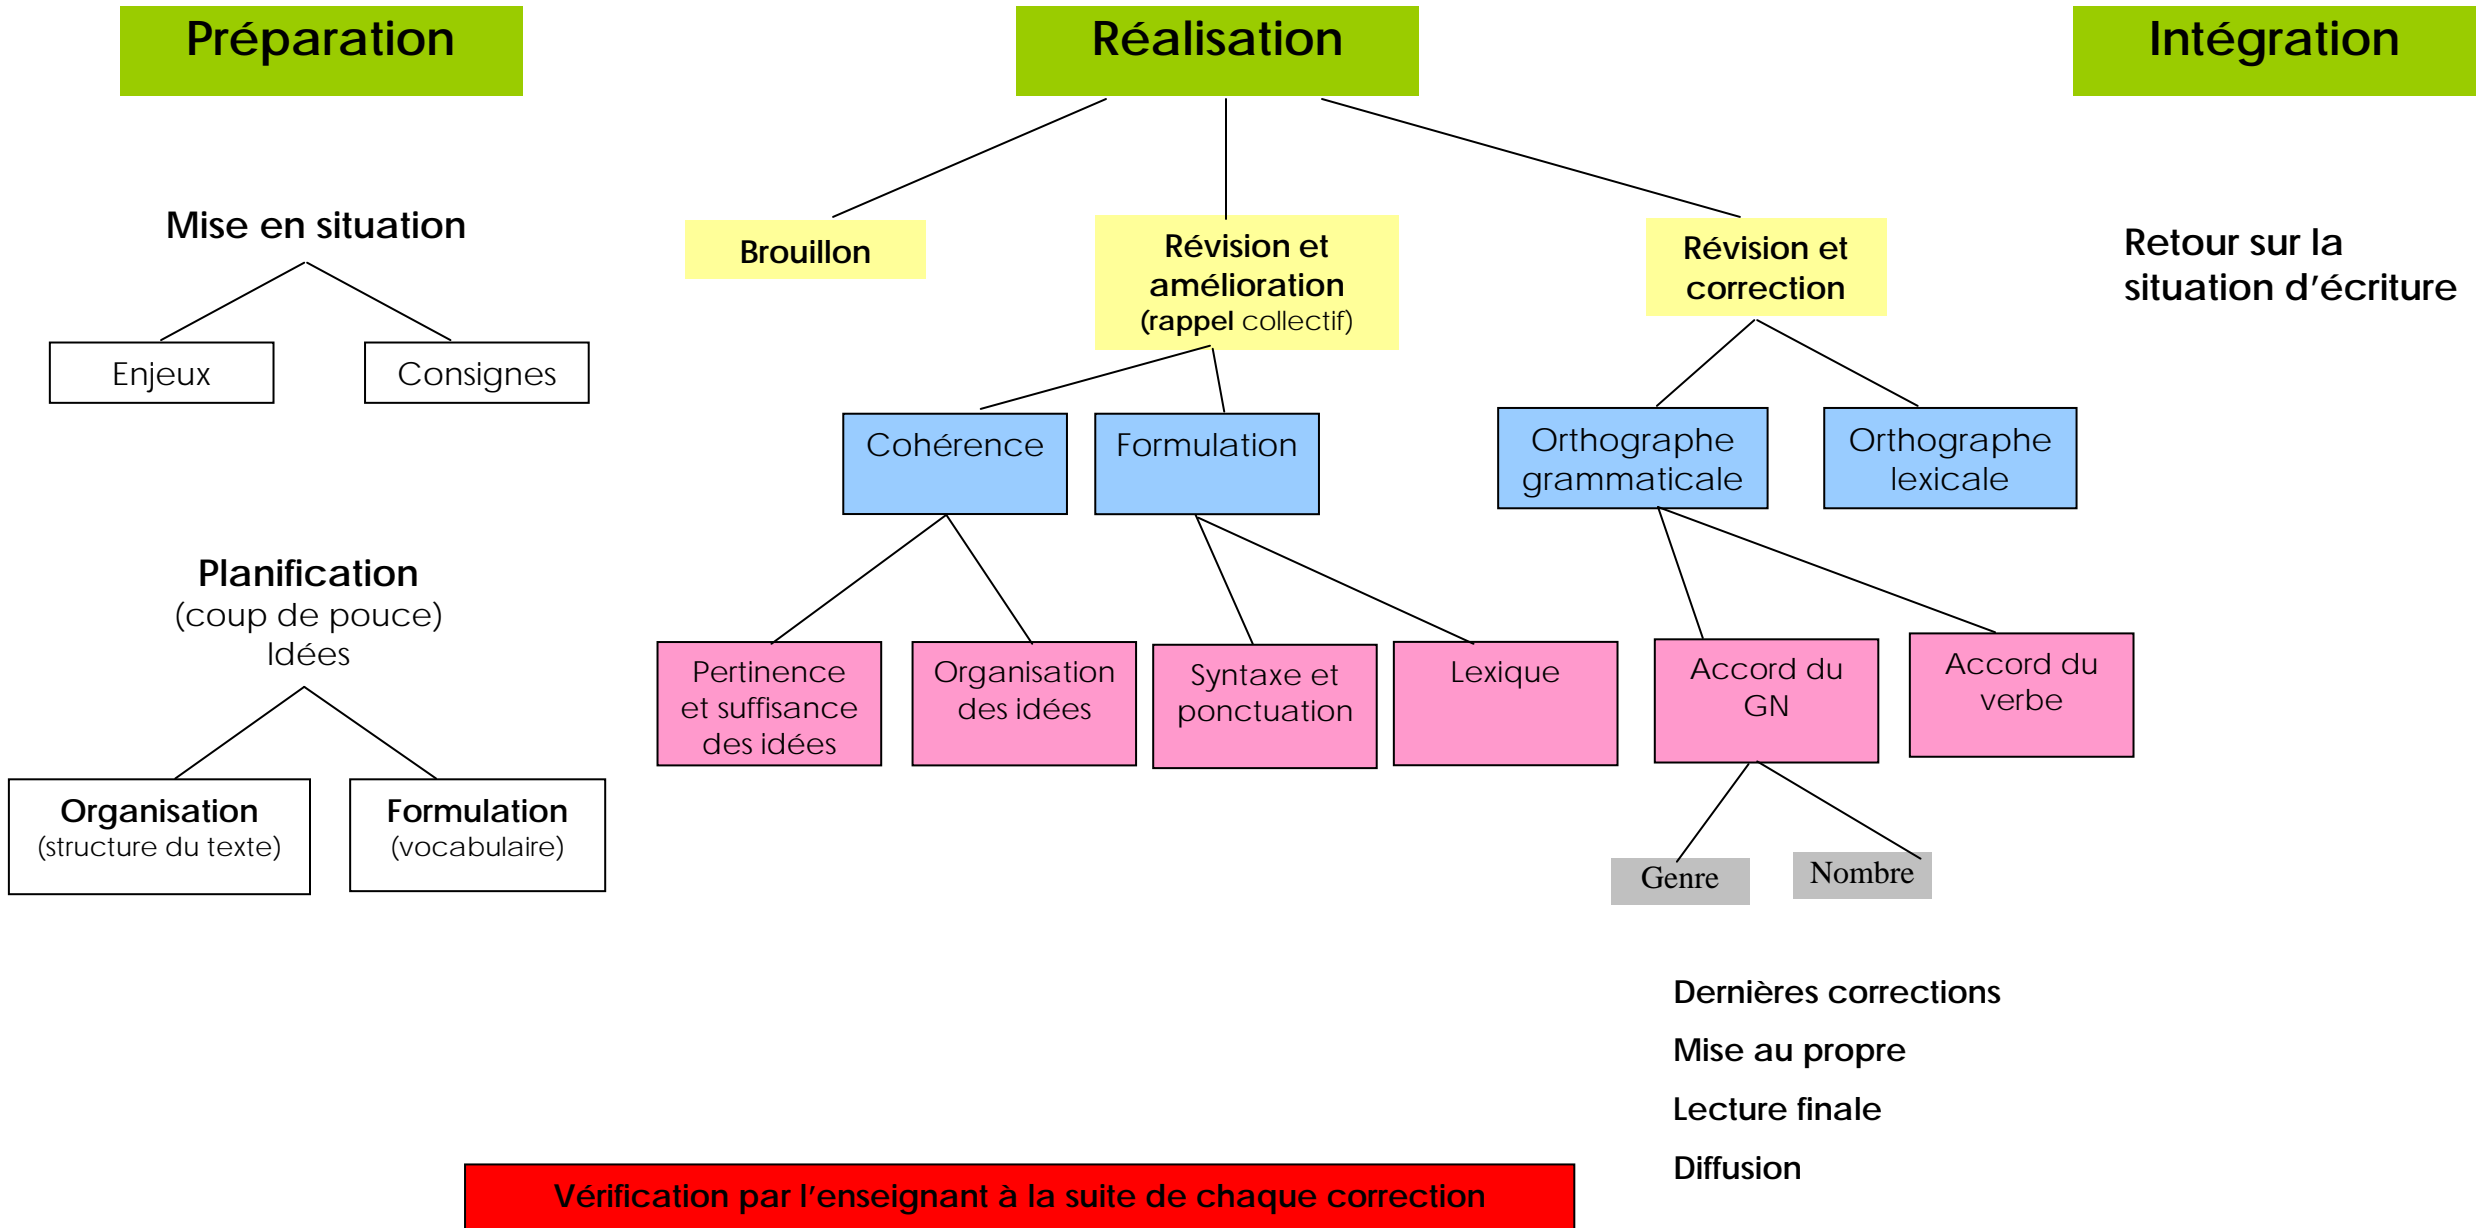 Préparation
Réalisation
Intégration
Mise en situation
Enjeux
Consignes
Planification
(coup de pouce)
Idées
Organisation
(structure du texte)
Formulation
(vocabulaire)
Brouillon
Révision et
amélioration
(rappel collectif)
Révision et
correction
Cohérence
Formulation
Orthographe
grammaticale
Orthographe
lexicale
Pertinence
et suffisance
des idées
Organisation
des idées
Syntaxe et
ponctuation
Lexique
Accord du
GN
Accord du
verbe
Genre
Nombre
Retour sur la
situation d’écriture
Dernières corrections
Mise au propre
Lecture finale
Diffusion
Vérification par l’enseignant à la suite de chaque correction